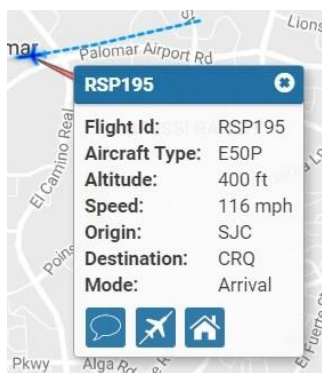 Lions
mar
Palomar Airport Rd
RSP195
Flight Id: RSP195
Aircraft Type: E50P
Altitude: 400 ft
Speed: 116 mph
Origin: SJC
Destination: CRQ
Mode: Arrival
El Camino Real
Poins
El Fuerte St
Pkwy
Alga Rd